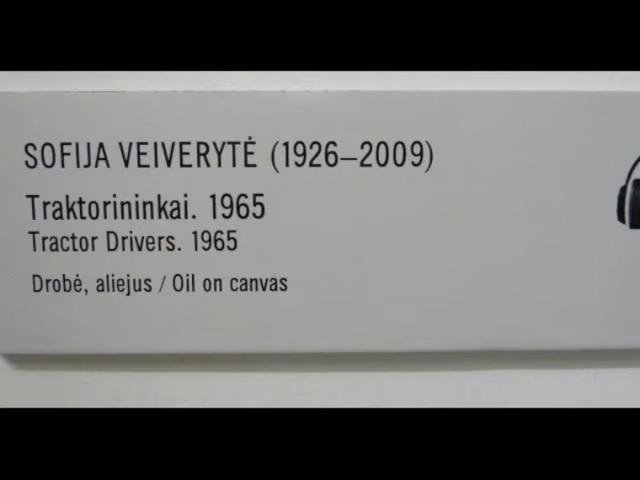 SOFIJA VEIVERYTĖ (1926–2009)
Traktorininkai. 1965
Tractor Drivers. 1965
Drobė, aliejus / Oil on canvas